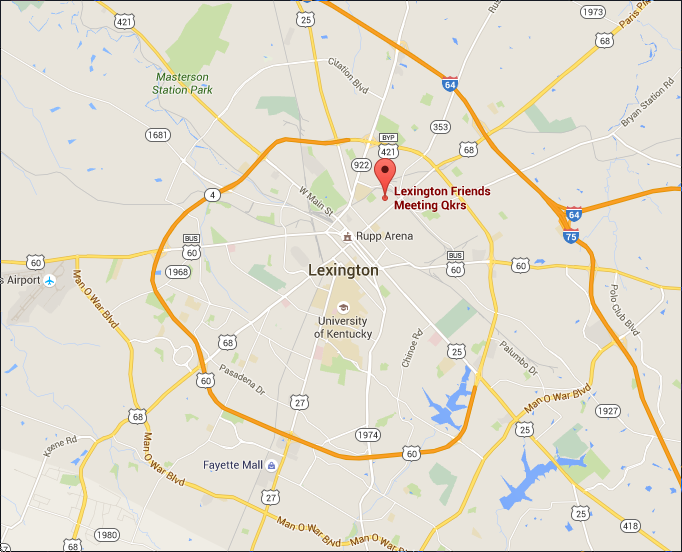 1973
421
25
Paris Pi
68
Masterson
Station Park
Citation Blvd
64
Bryan Station Rd
353
1681
BYP
421
68
922
4
W Main St
Lexington Friends
Meeting Qkrs
64
75
BUS
60
Rupp Arena
60
BUS
60
60
1968
Lexington
s Airport
Man O War Blvd
Polo Club Blvd
University
of Kentucky
68
Chinoe Rd
25
Palumbo Dr
60
Pasadena Dr
27
Man O War Blvd
1927
68
25
1974
60
Keene Rd
Man O War Blvd
Fayette Mall
27
25
418
Man O War Blvd
Man O War Blvd
1980
68